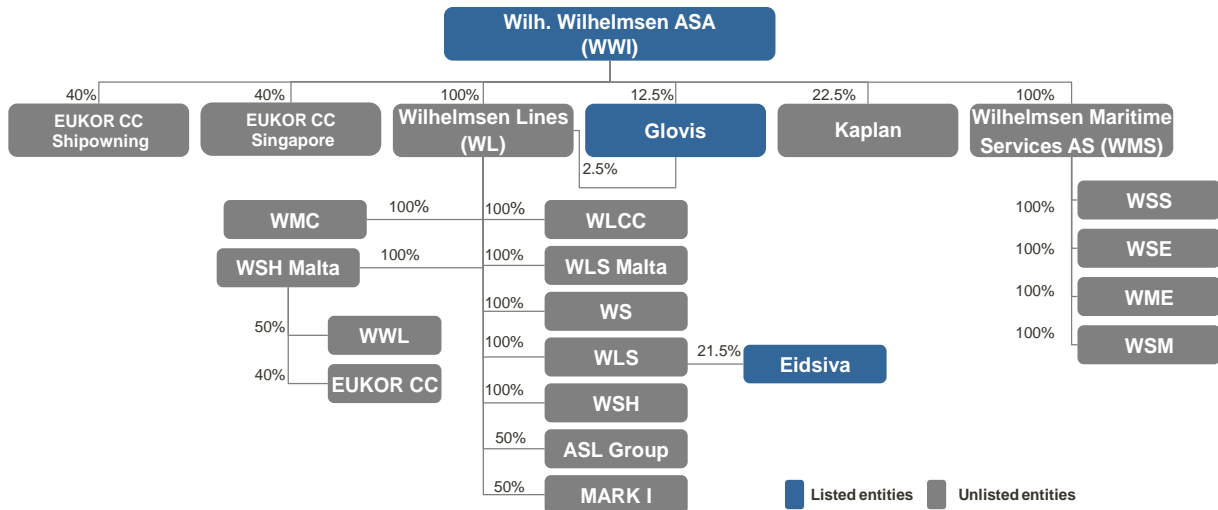 Wilh. Wilhelmsen ASA
(WWI)
40%
40%
100%
12.5%
22.5%
100%
EUKOR CC
Shipowning
EUKOR CC
Singapore
Wilhelmsen Lines
(WL)
Glovis
Kaplan
Wilhelmsen Maritime
Services AS (WMS)
2.5%
WMC
100%
100%
WLCC
100%
WSS
WSH Malta
100%
100%
WLS Malta
100%
WSE
100%
WS
100%
WME
50%
WWL
100%
WLS
21.5%
Eidsiva
100%
WSM
40%
EUKOR CC
100%
WSH
50%
ASL Group
50%
MARK I
Listed entities
Unlisted entities